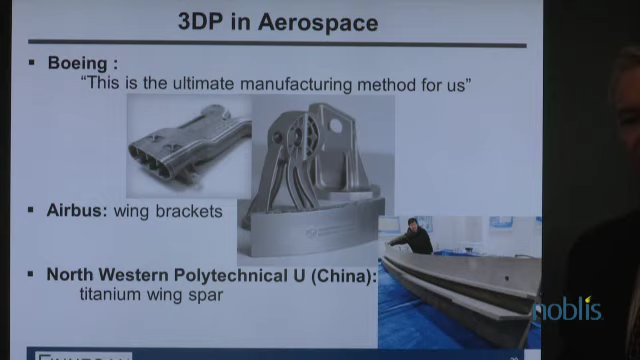 3DP in Aerospace
▪ Boeing :
“This is the ultimate manufacturing method for us”
▪ Airbus: wing brackets
▪ North Western Polytechnical U (China):
titanium wing spar
noblis